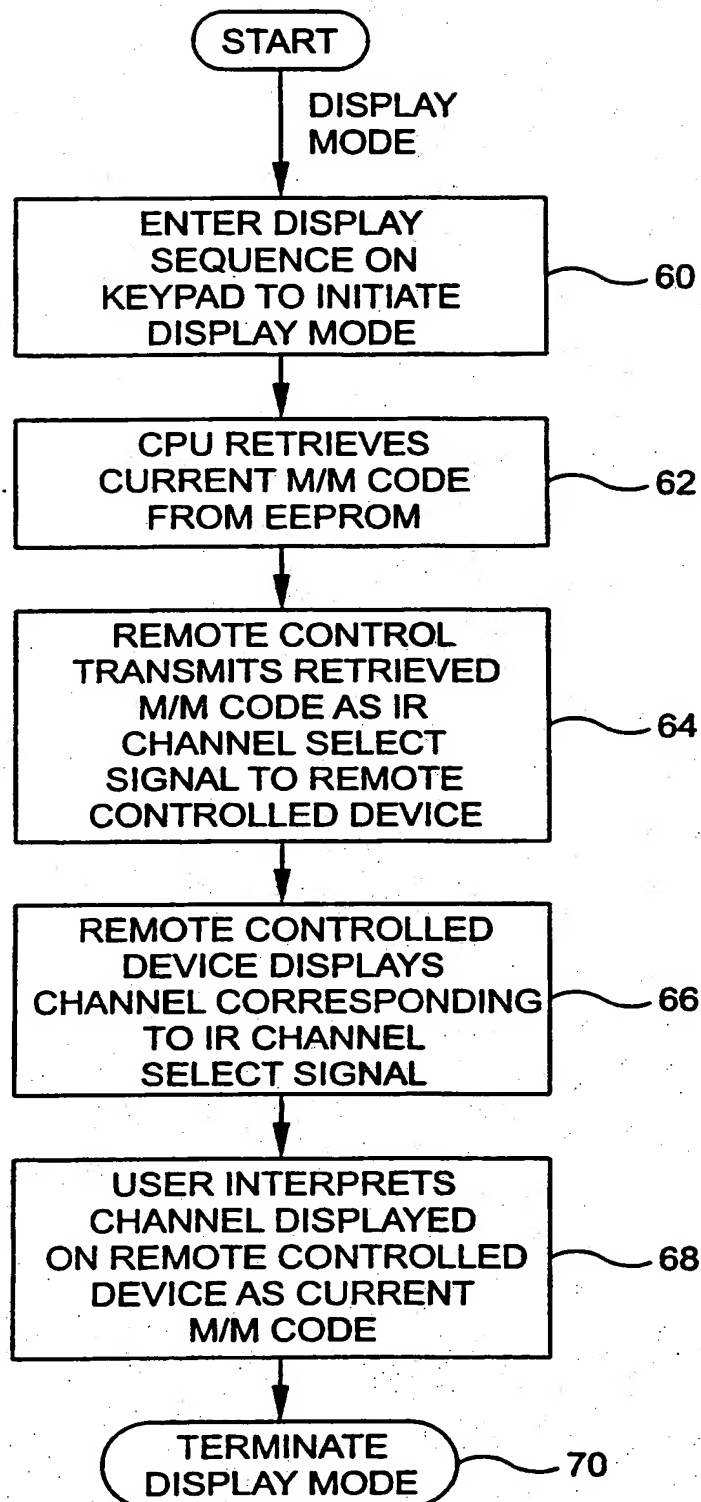 START
DISPLAY
MODE
ENTER DISPLAY
SEQUENCE ON
KEYPAD TO INITIATE
DISPLAY MODE
60
CPU RETRIEVES
CURRENT M/M CODE
FROM EEPROM
62
REMOTE CONTROL
TRANSMITS RETRIEVED
M/M CODE AS IR
CHANNEL SELECT
SIGNAL TO REMOTE
CONTROLLED DEVICE
64
REMOTE CONTROLLED
DEVICE DISPLAYS
CHANNEL CORRESPONDING
TO IR CHANNEL
SELECT SIGNAL
66
USER INTERPRETS
CHANNEL DISPLAYED
ON REMOTE CONTROLLED
DEVICE AS CURRENT
M/M CODE
68
TERMINATE
DISPLAY MODE
70